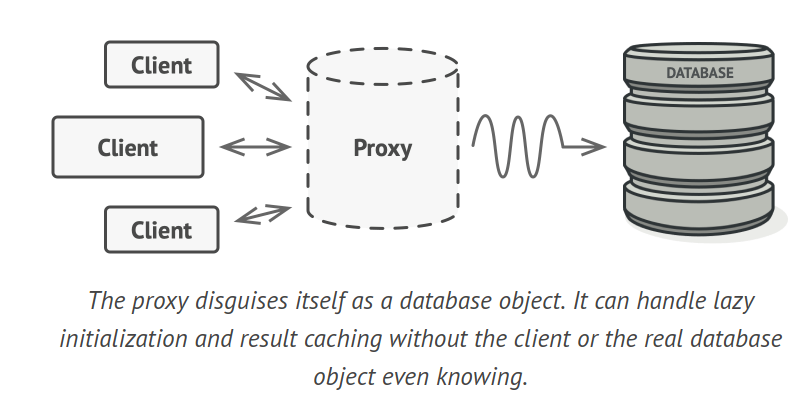 Client
Client
Client
Proxy
DATABASE
The proxy disguises itself as a database object. It can handle lazy
initialization and result caching without the client or the real database
object even knowing.